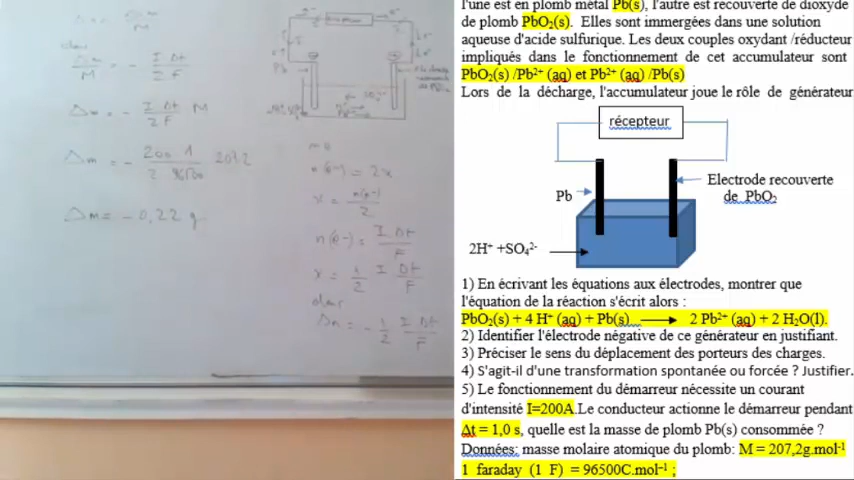 Δm
M
alors
Δm/M = - I Δt / 2F
Δm = - I Δt / 2F M
Δm = - 200 1 / 2 96500 207,2
Δm = - 0,22 g
Pb
n(e-) = 2x
x = n(e-)/2
n(e-) = I Δt / F
x = 1/2 I Δt / F
alors
Δn = - 1/2 I Δt / F
l'une est en plomb métal Pb(s), l'autre est recouverte de dioxyde
de plomb PbO₂(s). Elles sont immergées dans une solution
aqueuse d'acide sulfurique. Les deux couples oxydant /réducteur
impliqués dans le fonctionnement de cet accumulateur sont
PbO₂(s) /Pb²⁺ (aq) et Pb²⁺ (aq) /Pb(s)
Lors de la décharge, l'accumulateur joue le rôle de générateur
récepteur
Pb
Electrode recouverte
de PbO₂
2H⁺ +SO₄²⁻
1) En écrivant les équations aux électrodes, montrer que
l'équation de la réaction s'écrit alors :
PbO₂(s) + 4 H⁺ (aq) + Pb(s) ⟶ 2 Pb²⁺ (aq) + 2 H₂O(l).
2) Identifier l'électrode négative de ce générateur en justifiant.
3) Préciser le sens du déplacement des porteurs des charges.
4) S'agit-il d'une transformation spontanée ou forcée ? Justifier.
5) Le fonctionnement du démarreur nécessite un courant
d'intensité I=200A.Le conducteur actionne le démarreur pendant
Δt = 1,0 s, quelle est la masse de plomb Pb(s) consommée ?
Données: masse molaire atomique du plomb: M = 207,2g.mol⁻¹
1 faraday (1 F) = 96500C.mol⁻¹ ;